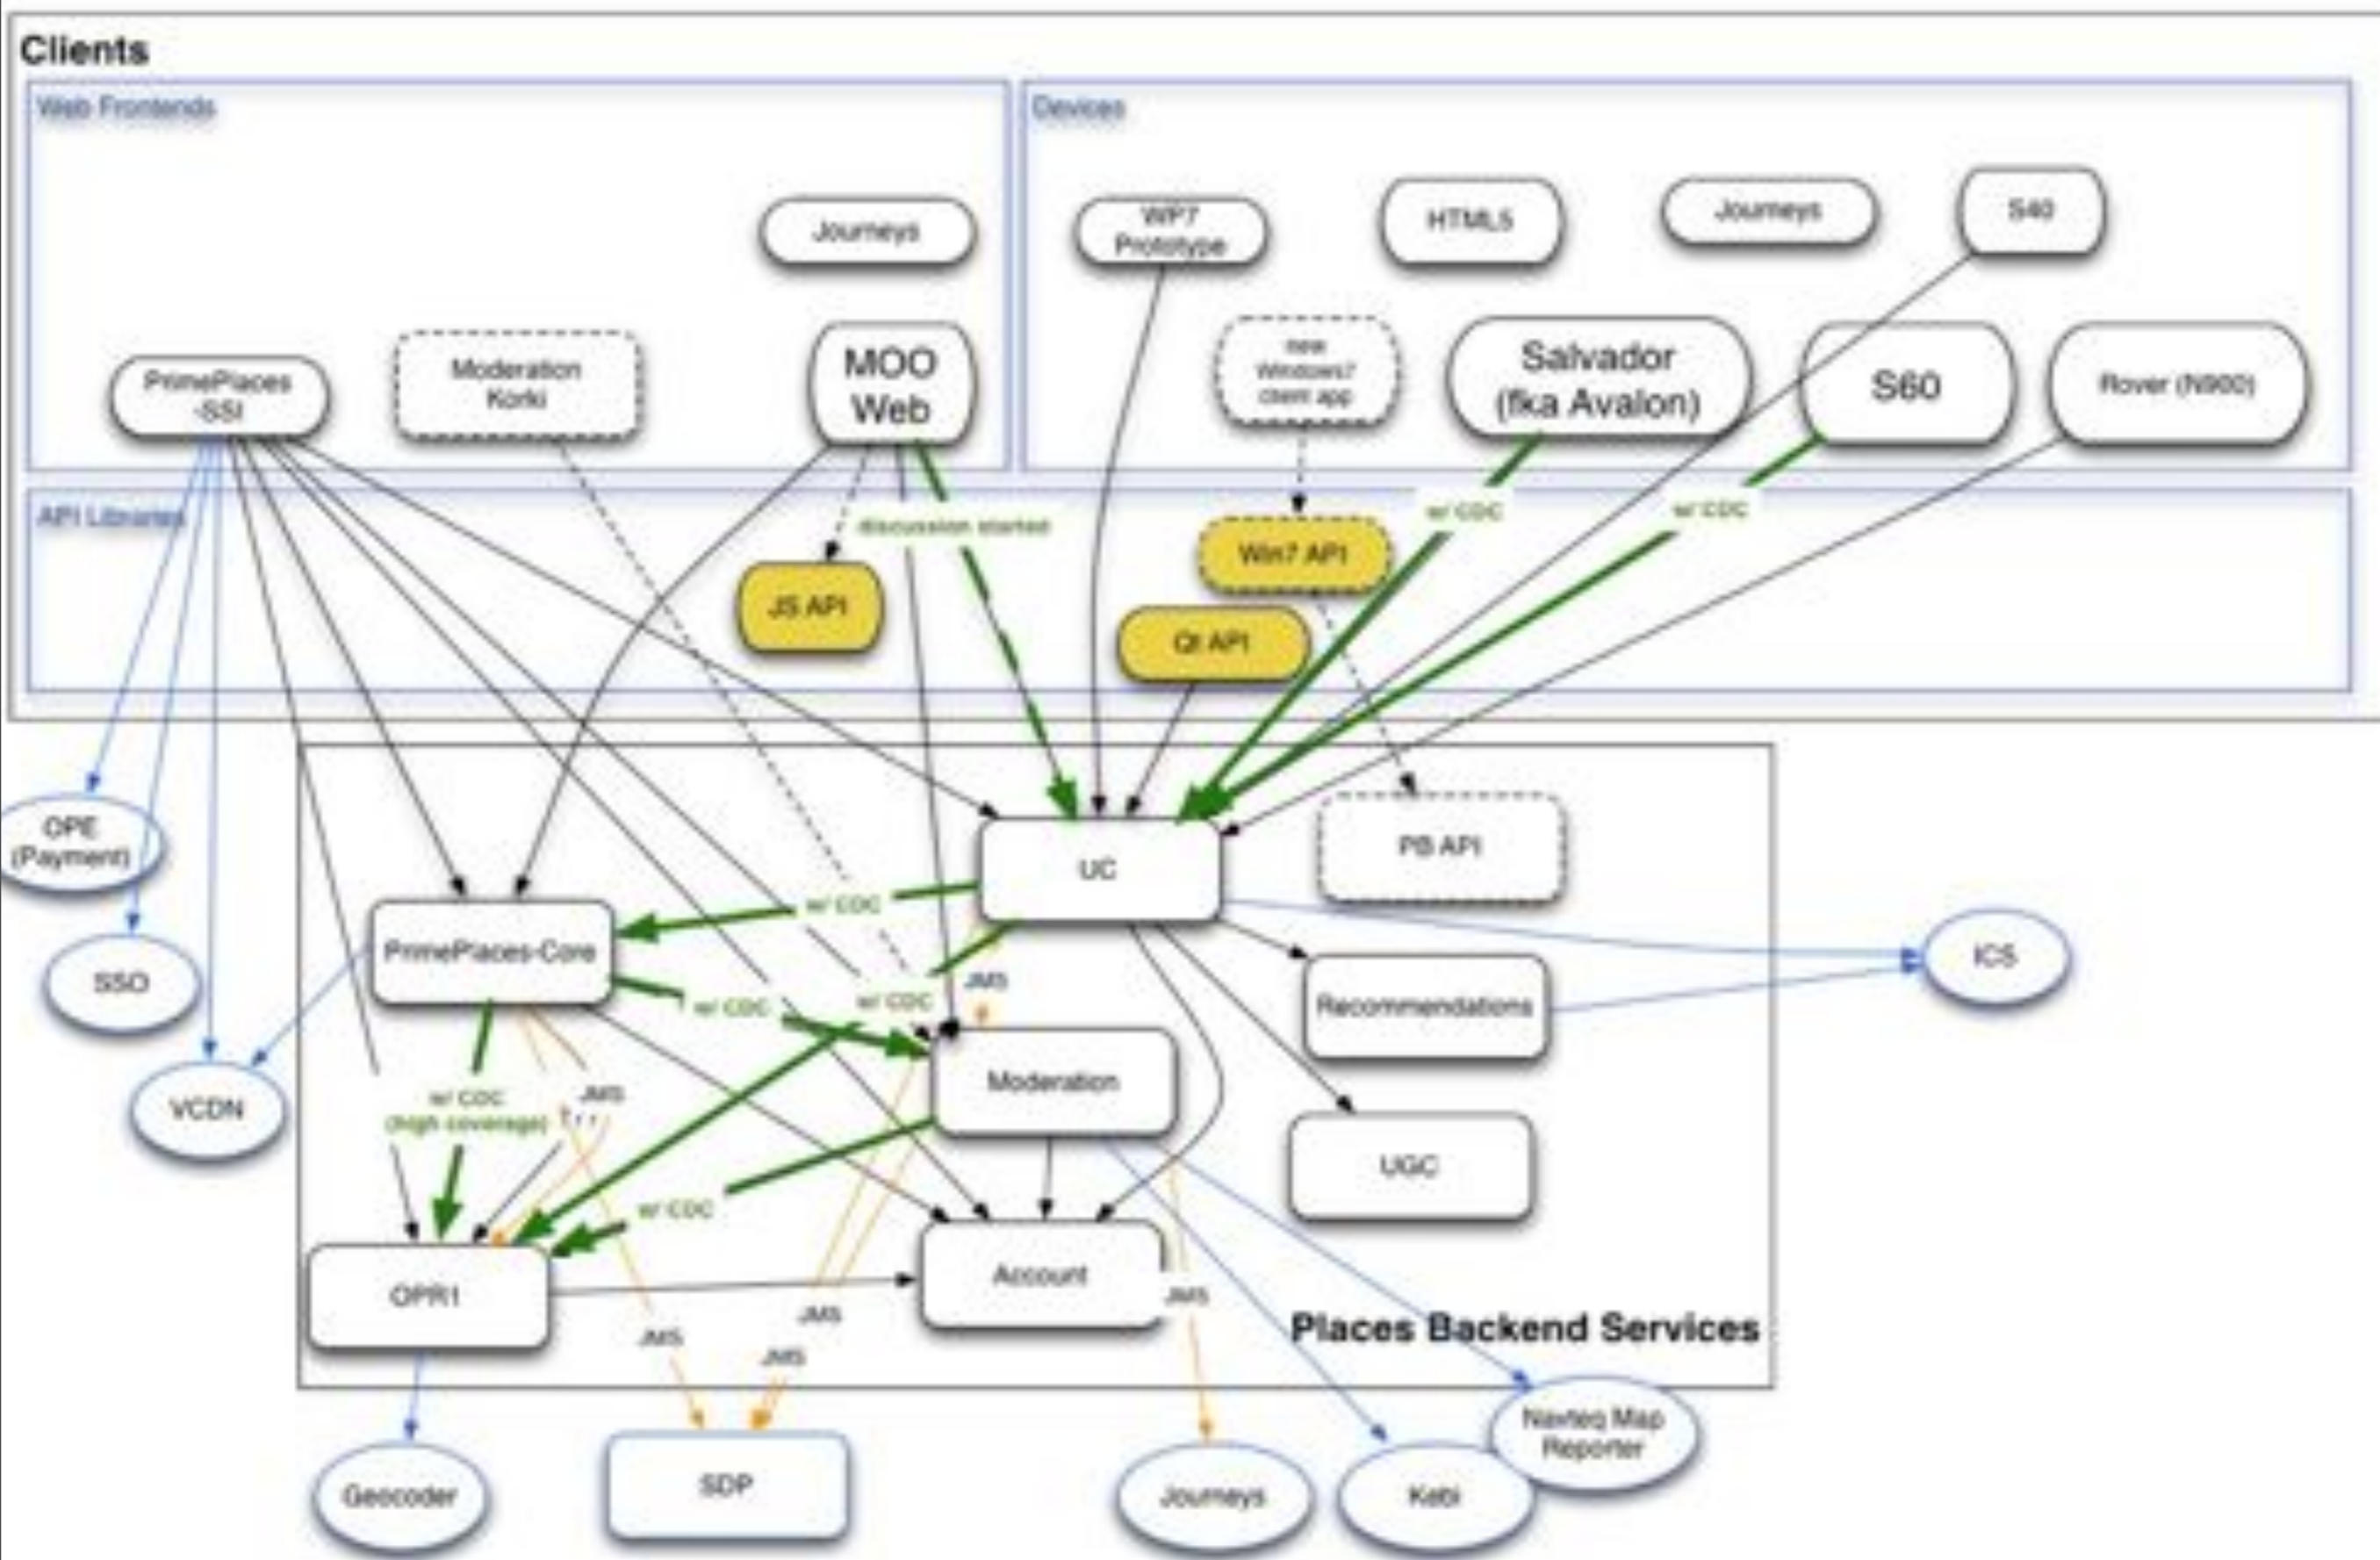 Clients
Web Frontends
Devices
Journeys
WP7
Prototype
HTML5
Journeys
S40
PrimePlaces
-SSI
Moderation
Korki
MOO
Web
new
Windows7
client app
Salvador
(fka Avalon)
S60
Rover (N900)
API Libraries
discussion started
w/ CDC
w/ CDC
Win7 API
JS API
Qt API
OPE
(Payment)
UC
PB API
w/ CDC
PrimePlaces-Core
ICS
SSO
JMS
w/ CDC
w/ CDC
Recommendations
Moderation
VCDN
w/ CDC
(high coverage)
JMS
UGC
w/ CDC
Account
OPR1
JMS
JMS
JMS
JMS
Places Backend Services
Navteq Map
Reporter
Geocoder
SDP
Journeys
Kebi